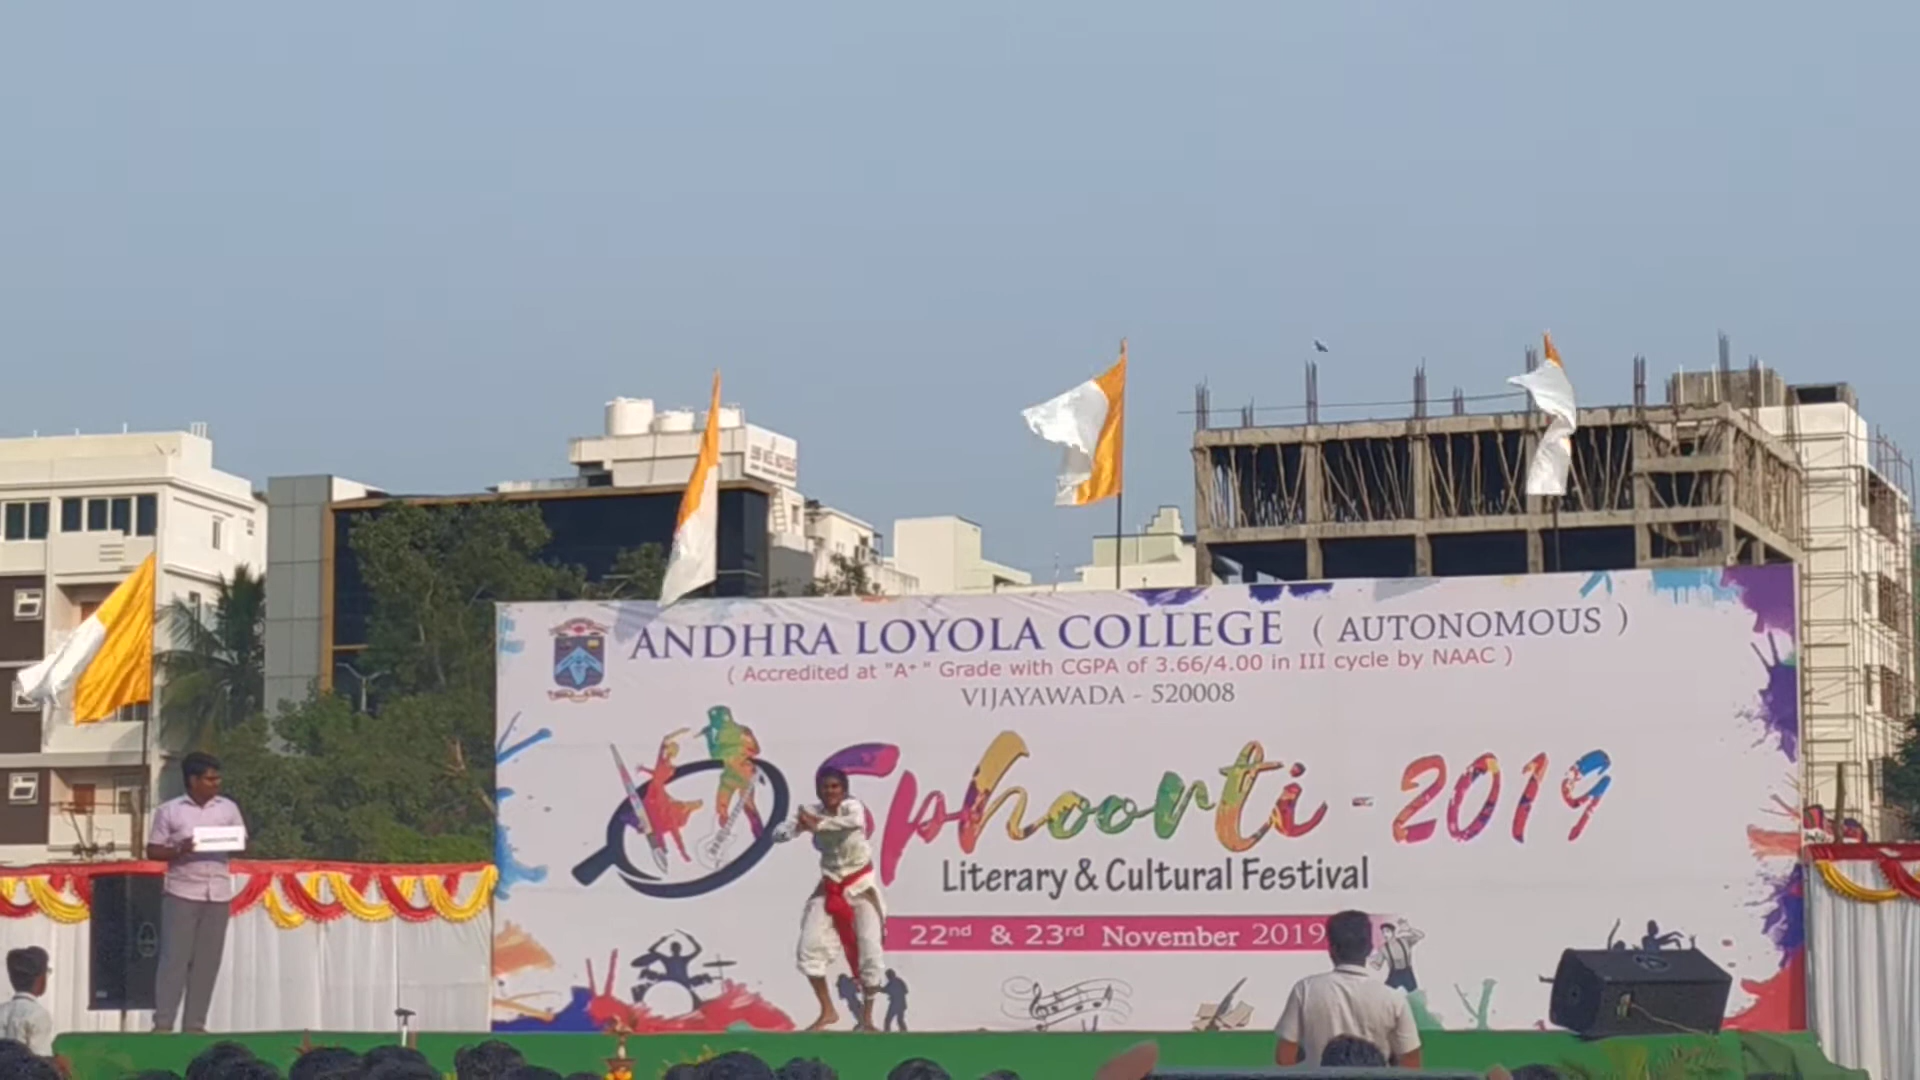 ANDHRA LOYOLA COLLEGE ( AUTONOMOUS )
( Accredited at "A+" Grade with CGPA of 3.66/4.00 in III cycle by NAAC )
VIJAYAWADA - 520008
Sphoorti - 2019
Literary & Cultural Festival
22nd & 23rd November 2019